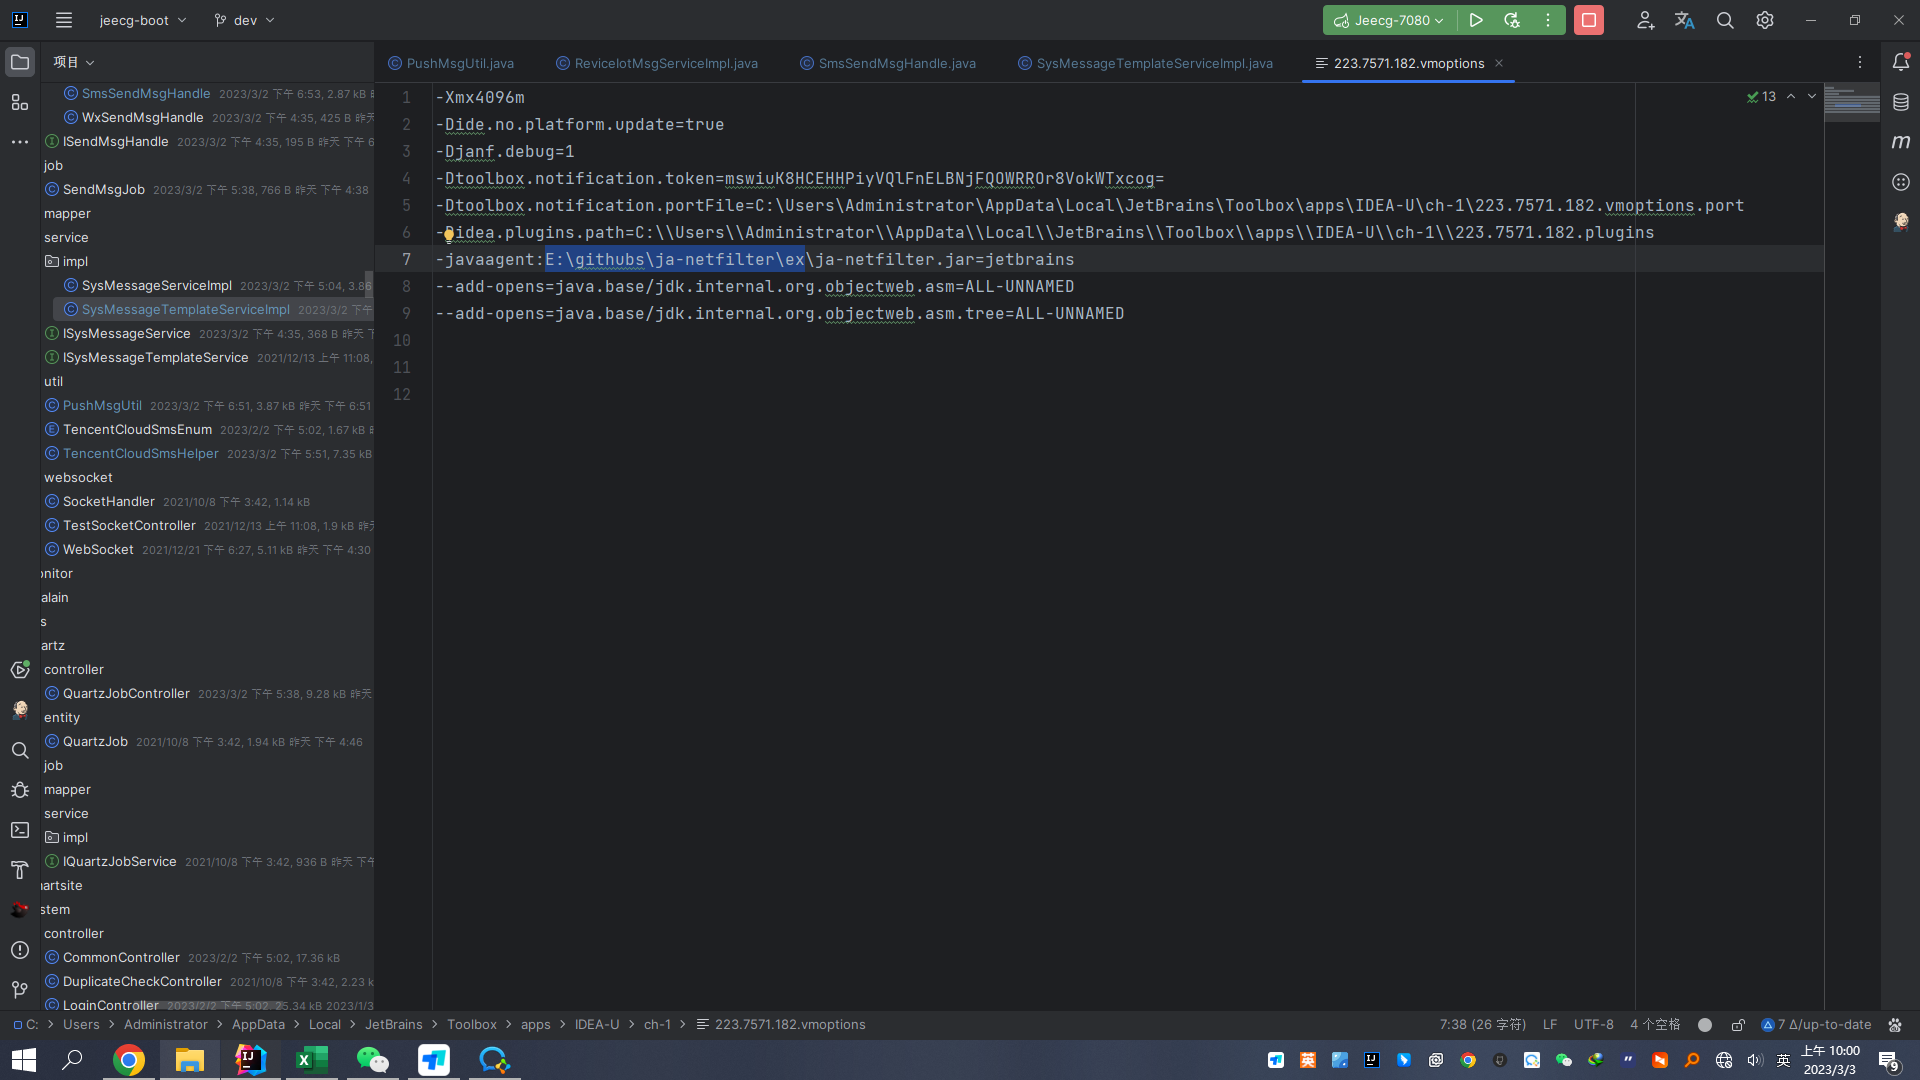 jeecg-boot
dev
Jeecg-7080
项目
PushMsgUtil.java
ReviceIotMsgServiceImpl.java
SmsSendMsgHandle.java
SysMessageTemplateServiceImpl.java
223.7571.182.vmoptions
SmsSendMsgHandle 2023/3/2 下午 6:53, 2.87 kB
WxSendMsgHandle 2023/3/2 下午 4:35, 425 B 昨天
ISendMsgHandle 2023/3/2 下午 4:35, 195 B 昨天 下午 6
job
SendMsgJob 2023/3/2 下午 5:38, 766 B 昨天 下午 4:38
mapper
service
impl
SysMessageServiceImpl 2023/3/2 下午 5:04, 3.86
SysMessageTemplateServiceImpl 2023/3/2 下午
ISysMessageService 2023/3/2 下午 4:35, 368 B 昨天
ISysMessageTemplateService 2021/12/13 上午 11:08,
util
PushMsgUtil 2023/3/2 下午 6:51, 3.87 kB 昨天 下午 6:51
TencentCloudSmsEnum 2023/2/2 下午 5:02, 1.67 kB
TencentCloudSmsHelper 2023/3/2 下午 5:51, 7.35 kB
websocket
SocketHandler 2021/10/8 下午 3:42, 1.14 kB
TestSocketController 2021/12/13 上午 11:08, 1.9 kB 昨天
WebSocket 2021/12/21 下午 6:27, 5.11 kB 昨天 下午 4:30
onitor
alain
s
artz
controller
QuartzJobController 2023/3/2 下午 5:38, 9.28 kB 昨天
entity
QuartzJob 2021/10/8 下午 3:42, 1.94 kB 昨天 下午 4:46
job
mapper
service
impl
IQuartzJobService 2021/10/8 下午 3:42, 936 B 昨天 下午
artsite
stem
controller
CommonController 2023/2/2 下午 5:02, 17.36 kB
DuplicateCheckController 2021/10/8 下午 3:42, 2.23 k
LoginController 2023/2/2 下午 5:02, 25.34 kB 2023/1/3
1 -Xmx4096m
2 -Dide.no.platform.update=true
3 -Djanf.debug=1
4 -Dtoolbox.notification.token=mswiuK8HCEHHPiyVQlFnELBNjFQOWRROr8VokWTxcog=
5 -Dtoolbox.notification.portFile=C:\Users\Administrator\AppData\Local\JetBrains\Toolbox\apps\IDEA-U\ch-1\223.7571.182.vmoptions.port
6 -Didea.plugins.path=C:\\Users\\Administrator\\AppData\\Local\\JetBrains\\Toolbox\\apps\\IDEA-U\\ch-1\\223.7571.182.plugins
7 -javaagent:E:\githubs\ja-netfilter\ex\ja-netfilter.jar=jetbrains
8 --add-opens=java.base/jdk.internal.org.objectweb.asm=ALL-UNNAMED
9 --add-opens=java.base/jdk.internal.org.objectweb.asm.tree=ALL-UNNAMED
10
11
12
13
m
C: > Users > Administrator > AppData > Local > JetBrains > Toolbox > apps > IDEA-U > ch-1 > 223.7571.182.vmoptions
7:38 (26 字符) LF UTF-8 4 个空格 7 Δ/up-to-date
英
上午 10:00
2023/3/3
9